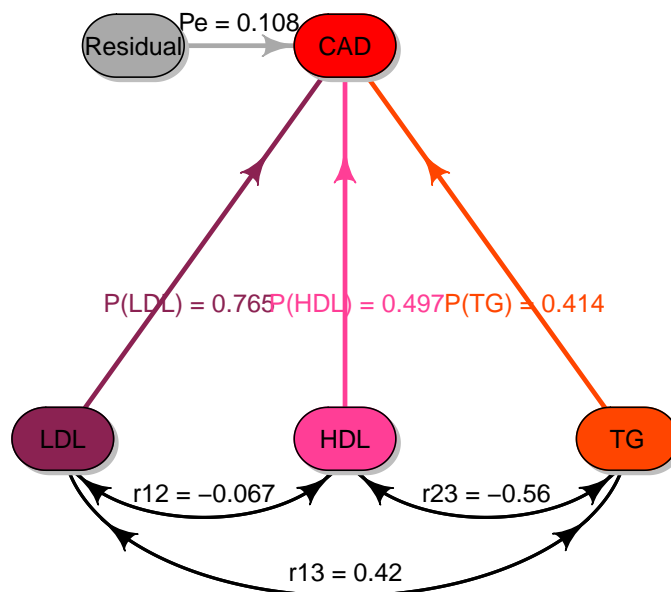 Pe = 0.108
Residual
CAD
P(LDL) = 0.765
P(HDL) = 0.497
P(TG) = 0.414
LDL
HDL
TG
r12 = −0.067
r23 = −0.56
r13 = 0.42